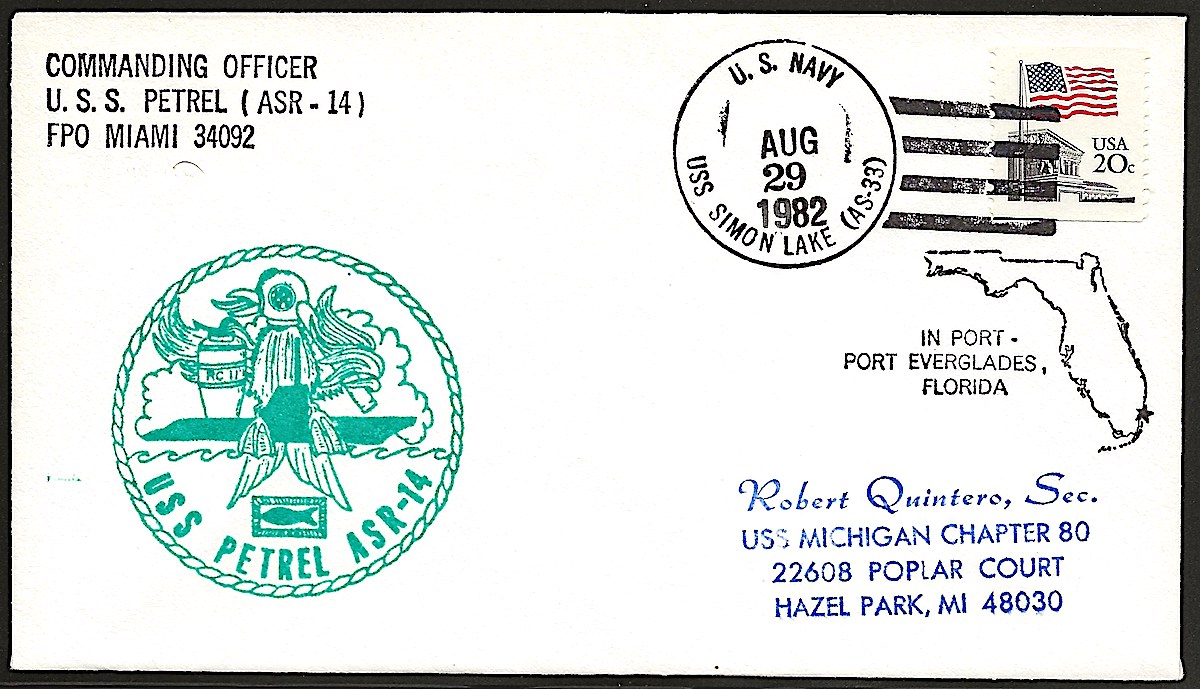 COMMANDING OFFICER
U. S. S. PETREL (ASR-14)
FPO MIAMI 34092
U. S. NAVY
AUG
29
1982
USS SIMON LAKE (AS-33)
USA
20c
IN PORT -
PORT EVERGLADES,
FLORIDA
RC II
USS PETREL ASR-14
Robert Quintero, Sec.
USS MICHIGAN CHAPTER 80
22608 POPLAR COURT
HAZEL PARK, MI 48030